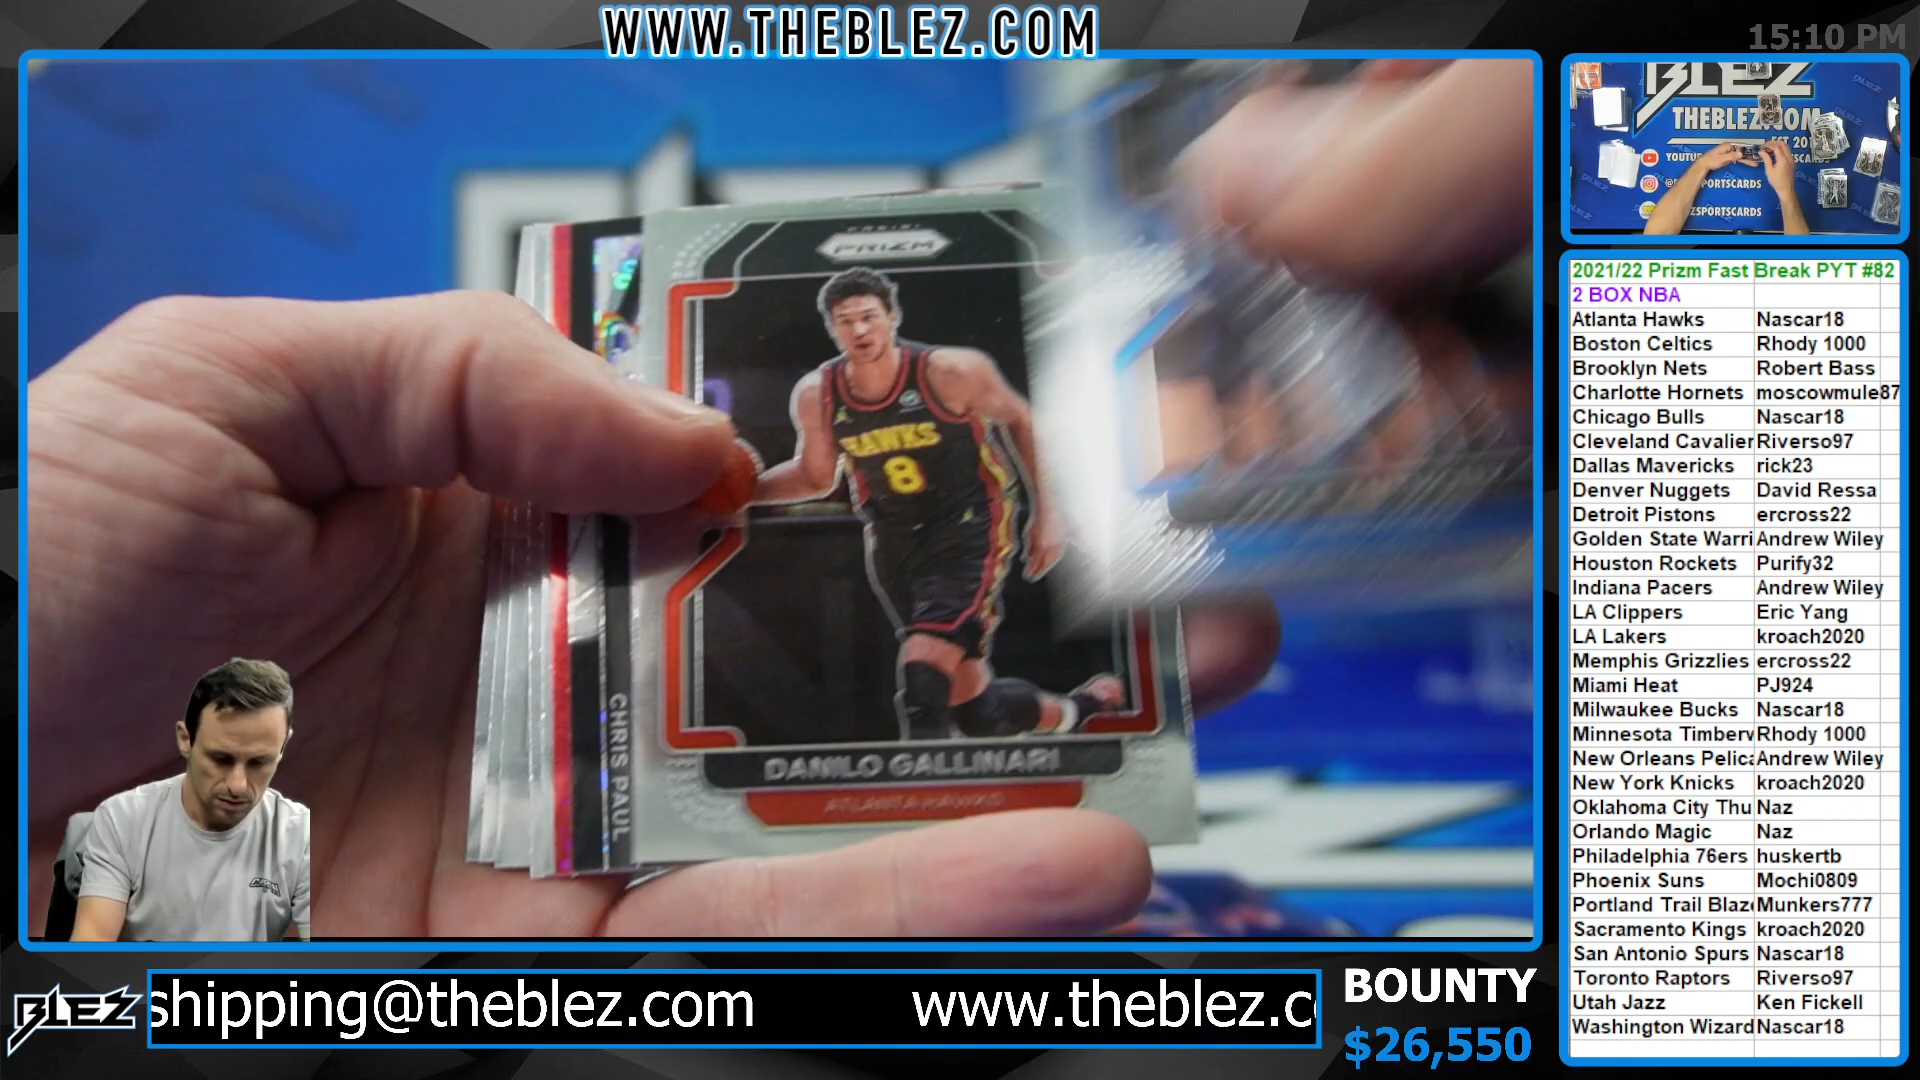 WWW.THEBLEZ.COM
15:10 PM
BLEZ
THEBLEZ.COM
PANINI
PRIZM
HAWKS
8
CHRIS PAUL
DANILO GALLINARI
ATLANTA HAWKS
2021/22 Prizm Fast Break PYT #82
2 BOX NBA
Atlanta Hawks Nascar18
Boston Celtics Rhody 1000
Brooklyn Nets Robert Bass
Charlotte Hornets moscowmule87
Chicago Bulls Nascar18
Cleveland Cavalier Riverso97
Dallas Mavericks rick23
Denver Nuggets David Ressa
Detroit Pistons ercross22
Golden State Warri Andrew Wiley
Houston Rockets Purify32
Indiana Pacers Andrew Wiley
LA Clippers Eric Yang
LA Lakers kroach2020
Memphis Grizzlies ercross22
Miami Heat PJ924
Milwaukee Bucks Nascar18
Minnesota Timberv Rhody 1000
New Orleans Pelica Andrew Wiley
New York Knicks kroach2020
Oklahoma City Thu Naz
Orlando Magic Naz
Philadelphia 76ers huskertb
Phoenix Suns Mochi0809
Portland Trail Blaze Munkers777
Sacramento Kings kroach2020
San Antonio Spurs Nascar18
Toronto Raptors Riverso97
Utah Jazz Ken Fickell
Washington Wizard Nascar18
BLEZ
shipping@theblez.com www.theblez.c
BOUNTY
$26,550